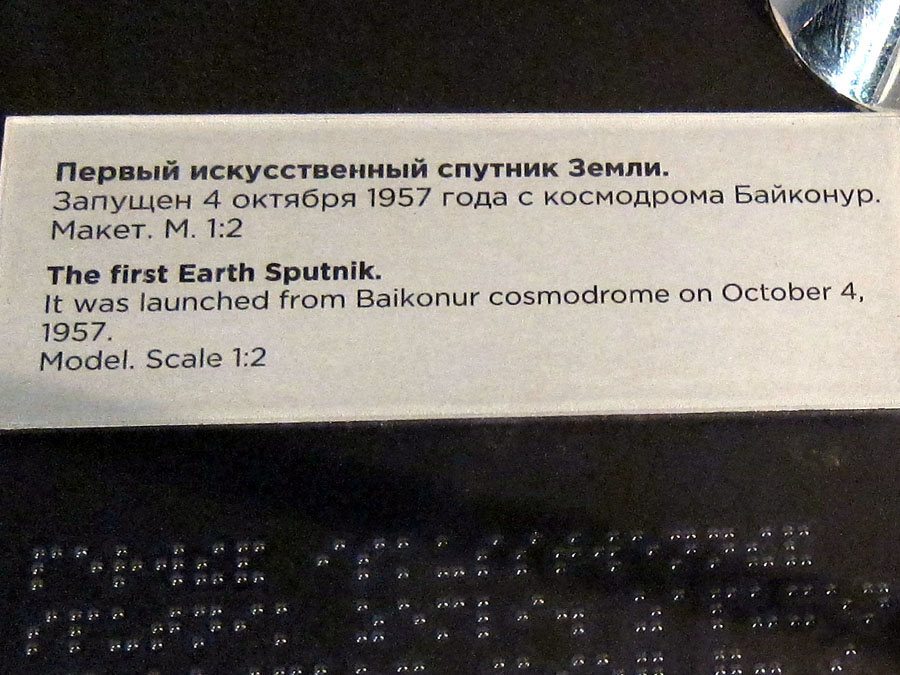 Первый искусственный спутник Земли.
Запущен 4 октября 1957 года с космодрома Байконур.
Макет. М. 1:2
The first Earth Sputnik.
It was launched from Baikonur cosmodrome on October 4,
1957.
Model. Scale 1:2